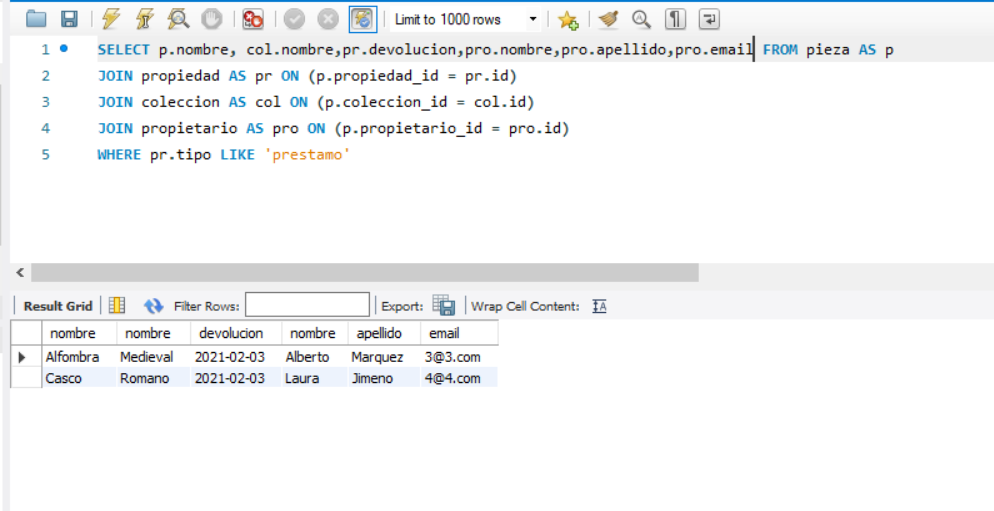 Limit to 1000 rows
1 SELECT p.nombre, col.nombre,pr.devolucion,pro.nombre,pro.apellido,pro.email FROM pieza AS p
2 JOIN propiedad AS pr ON (p.propiedad_id = pr.id)
3 JOIN coleccion AS col ON (p.coleccion_id = col.id)
4 JOIN propietario AS pro ON (p.propietario_id = pro.id)
5 WHERE pr.tipo LIKE 'prestamo'
Result Grid Filter Rows: Export: Wrap Cell Content:
nombre nombre devolucion nombre apellido email
Alfombra Medieval 2021-02-03 Alberto Marquez 3@3.com
Casco Romano 2021-02-03 Laura Jimeno 4@4.com